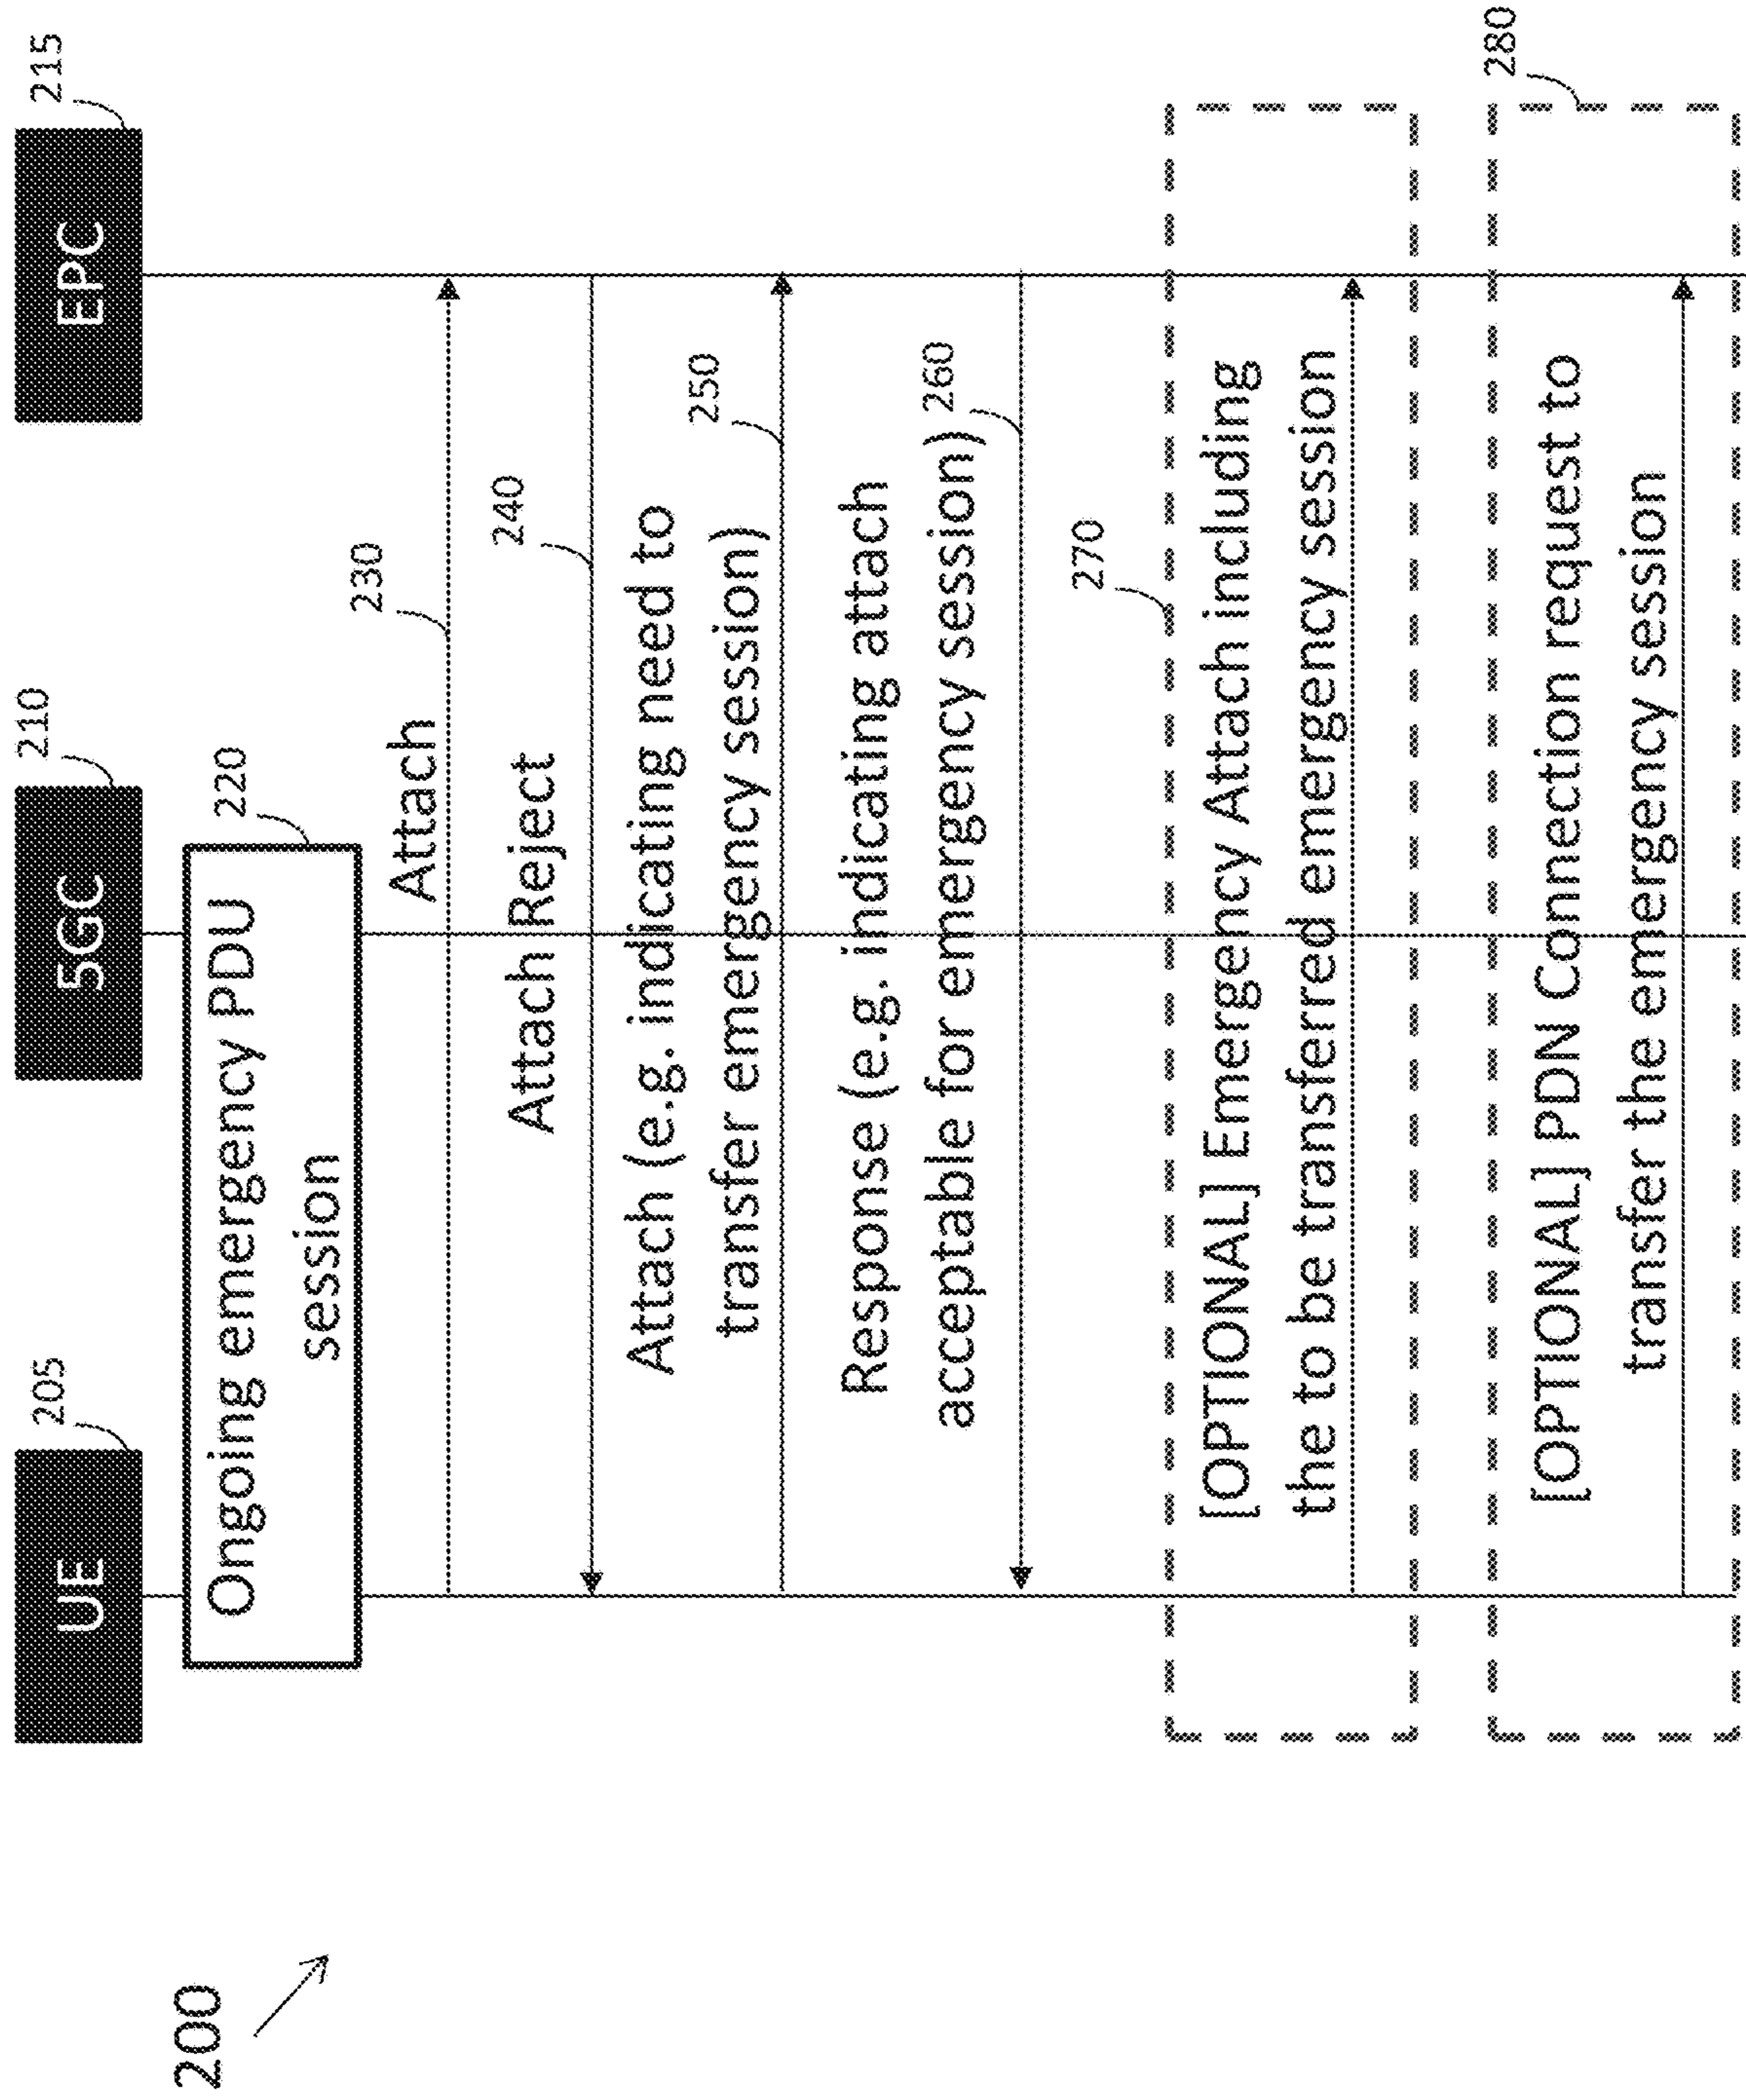 200
UE
205
5GC
210
EPC
215
Ongoing emergency PDU
session
220
Attach
230
Attach Reject
240
Attach (e.g. indicating need to
transfer emergency session)
250
Response (e.g. indicating attach
acceptable for emergency session)
260
270
[OPTIONAL] Emergency Attach including
the to be transferred emergency session
280
[OPTIONAL] PDN Connection request to
transfer the emergency session